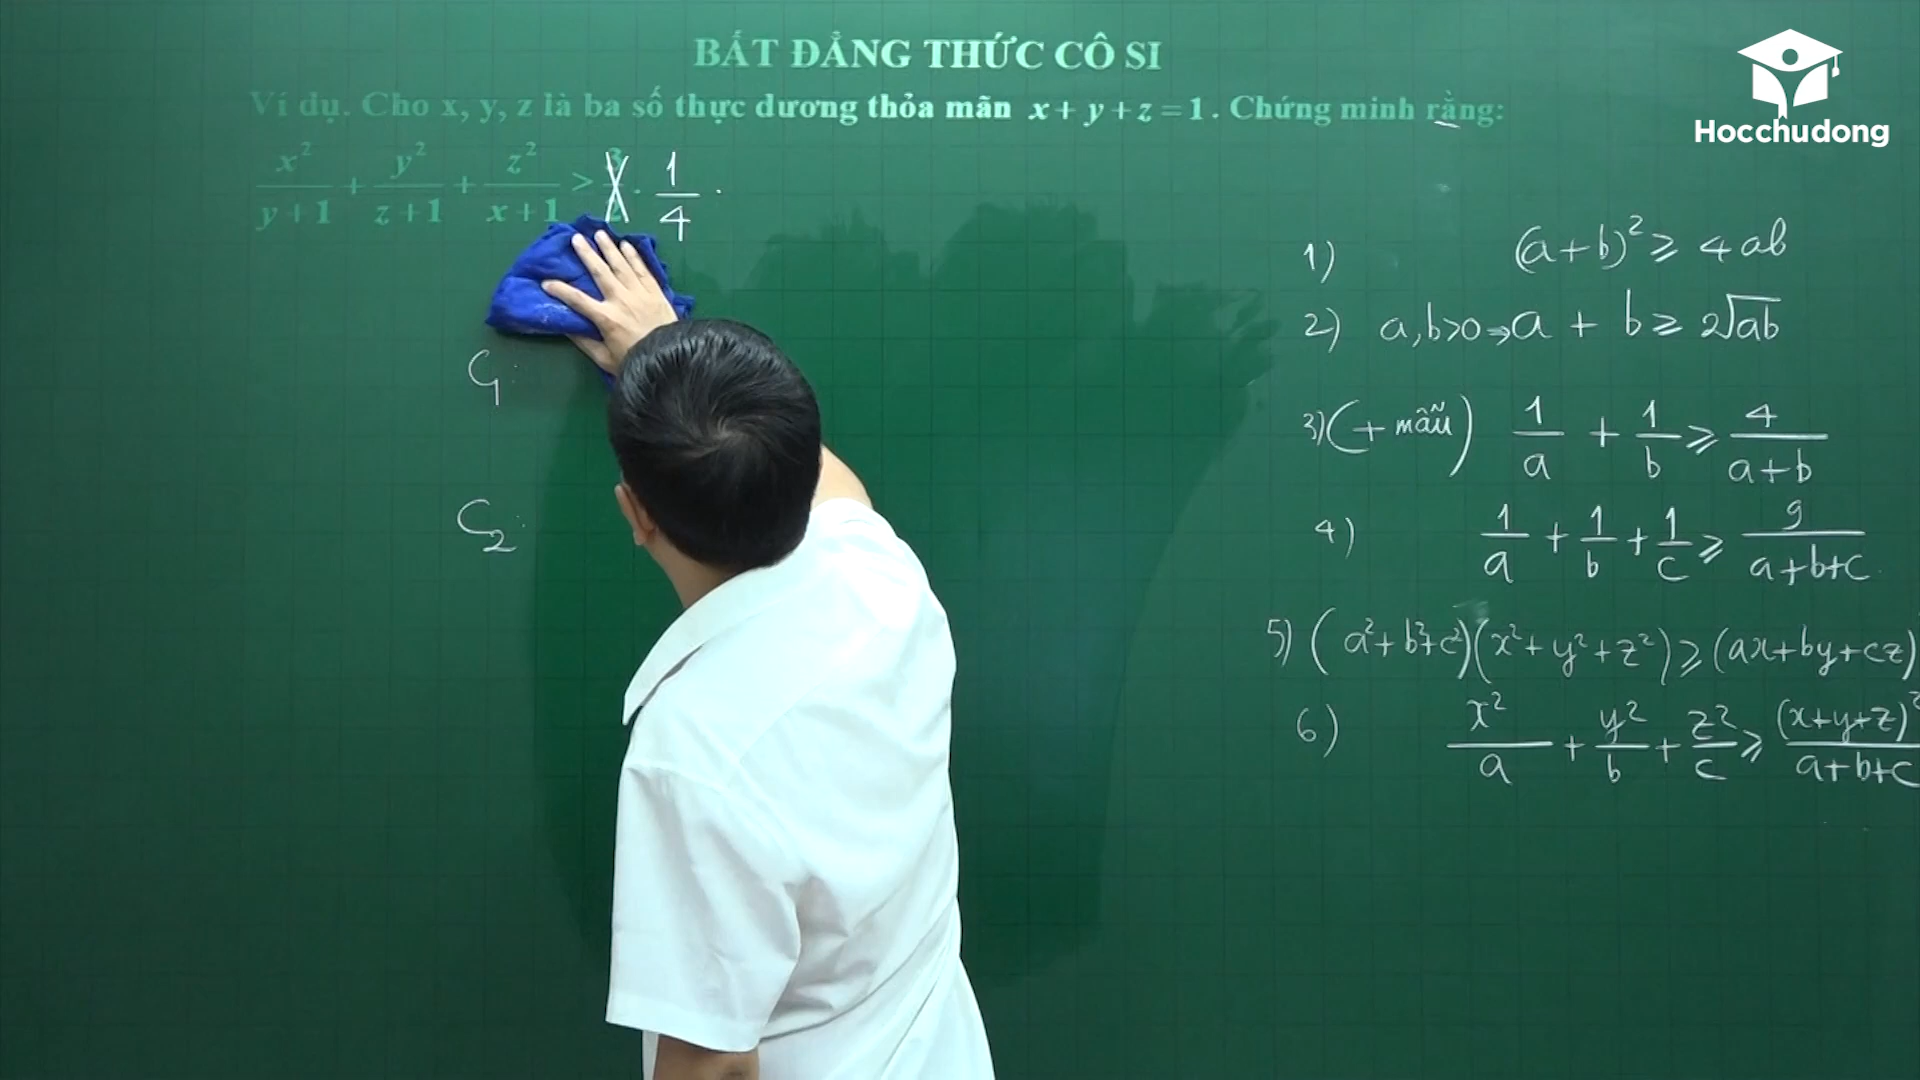 BẤT ĐẲNG THỨC CÔ SI
Hocchudong
Ví dụ. Cho x, y, z là ba số thực dương thỏa mãn x + y + z = 1. Chứng minh rằng:
x²/(y+1) + y²/(z+1) + z²/(x+1) > 3/2. 1/4.
1) (a+b)² ≥ 4ab
2) a,b>0 ⇒ a + b ≥ 2√ab
3) (+ mẫu) 1/a + 1/b ≥ 4/(a+b)
4) 1/a + 1/b + 1/c ≥ 9/(a+b+c)
5) (a²+b²+c²)(x²+y²+z²) ≥ (ax+by+cz)
6) x²/a + y²/b + z²/c ≥ (x+y+z)²/(a+b+c
C₁:
C₂: